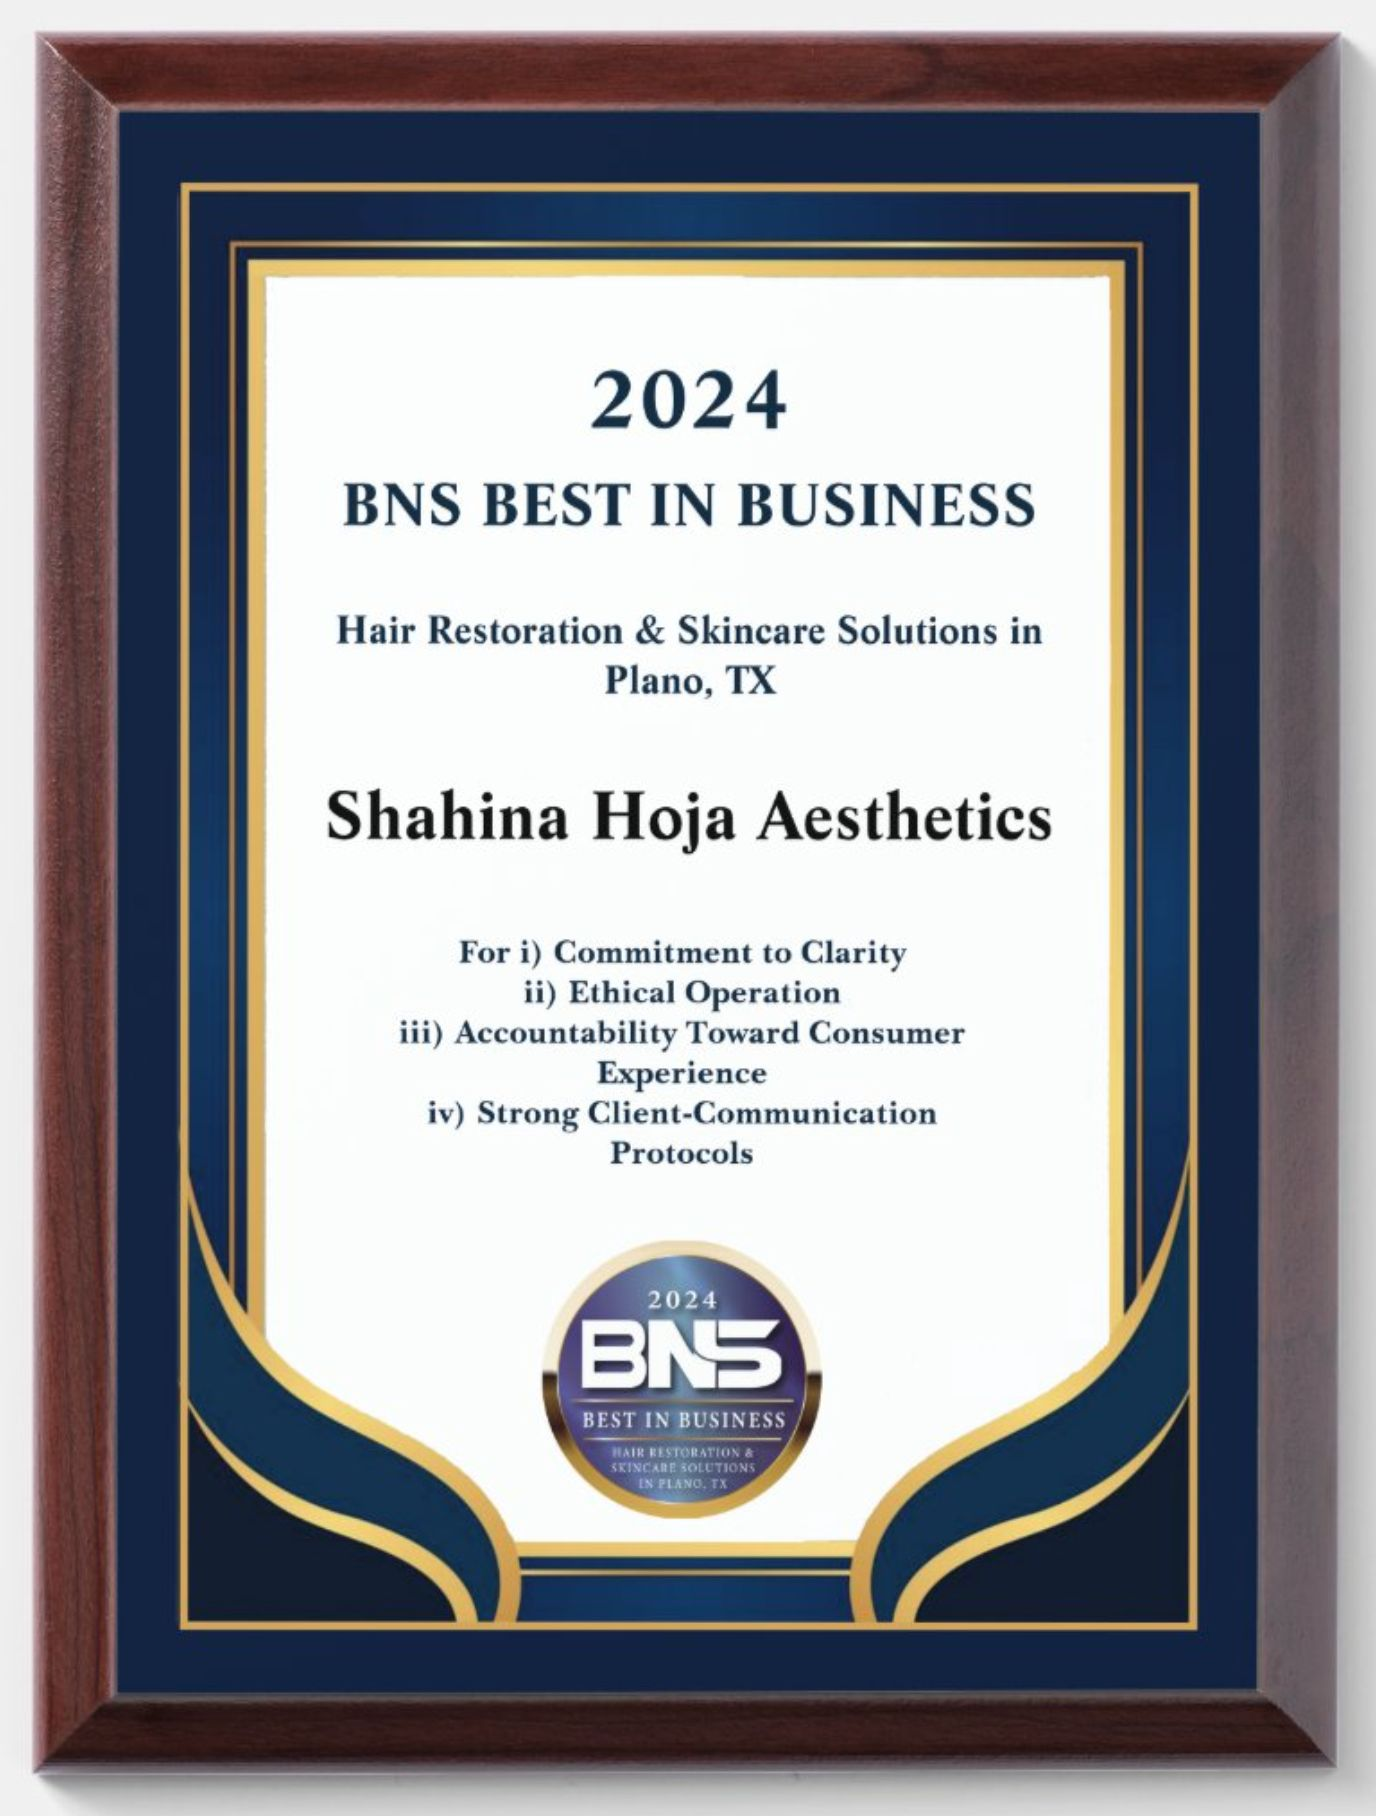 2024
BNS BEST IN BUSINESS
Hair Restoration & Skincare Solutions in
Plano, TX
Shahina Hoja Aesthetics
For i) Commitment to Clarity
ii) Ethical Operation
iii) Accountability Toward Consumer
Experience
iv) Strong Client-Communication
Protocols
2024
BNS
BEST IN BUSINESS
HAIR RESTORATION &
SKINCARE SOLUTIONS
IN PLANO, TX